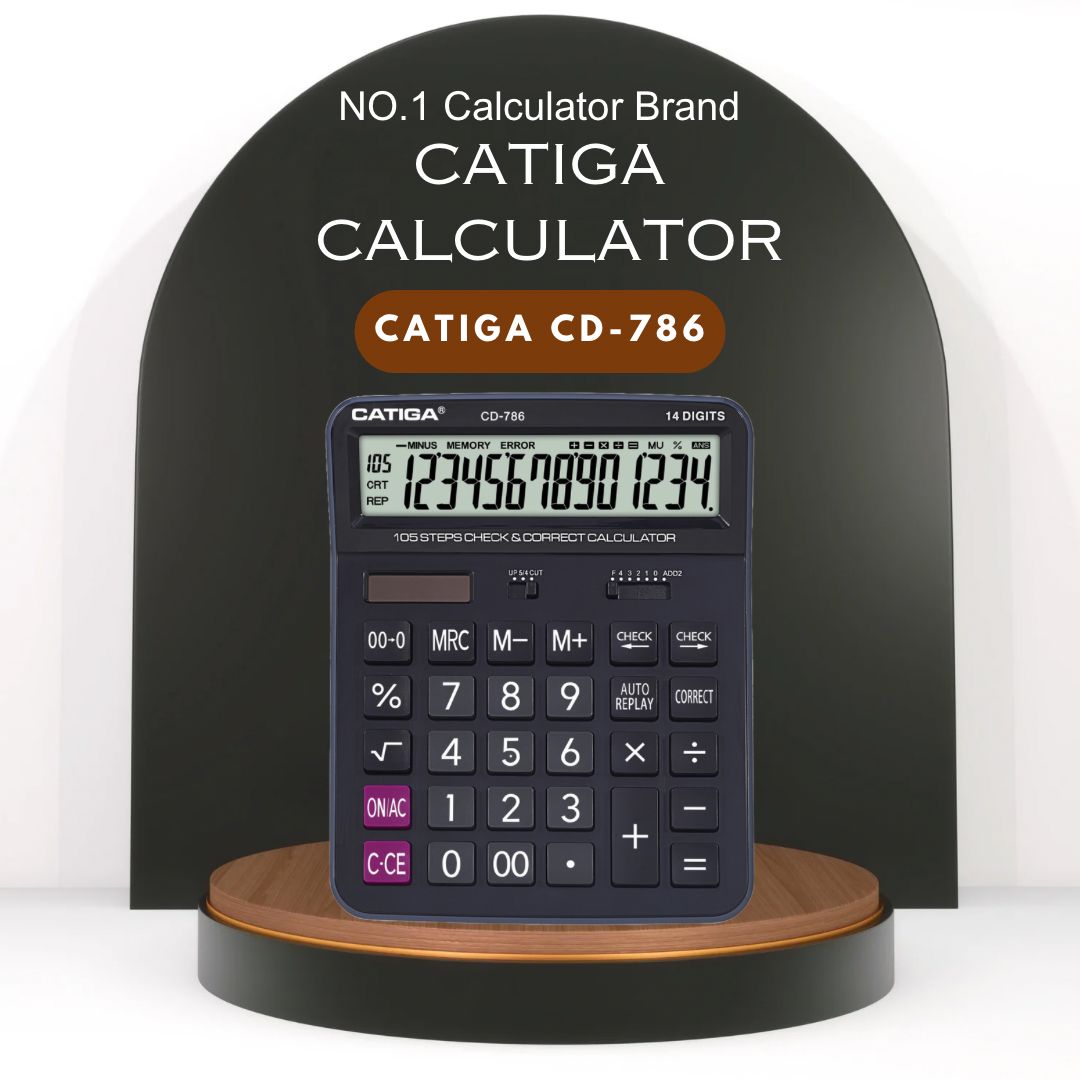 NO.1 Calculator Brand
CATIGA
CALCULATOR
CATIGA CD-786
CATIGA® CD-786 14 DIGITS
—MINUS MEMORY ERROR + − × ÷ = MU % ANS
105
CRT
REP
12345678901234.
105 STEPS CHECK & CORRECT CALCULATOR
UP 5/4 CUT F 4 3 2 1 0 ADD2
00→0 MRC M− M+ CHECK ← CHECK →
% 7 8 9 AUTO REPLAY CORRECT
√ 4 5 6 × ÷
ON/AC 1 2 3 + −
C·CE 0 00 · =